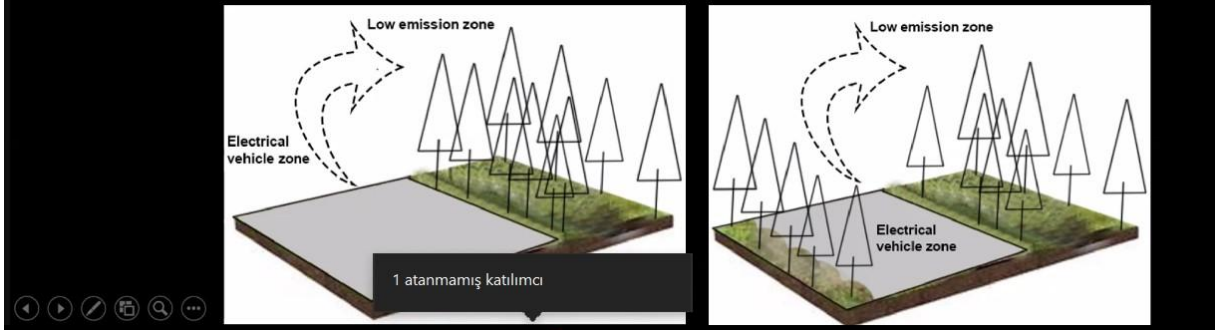 Low emission zone
Electrical
vehicle zone
1 atanmamış katılımcı
Low emission zone
Electrical
vehicle zone